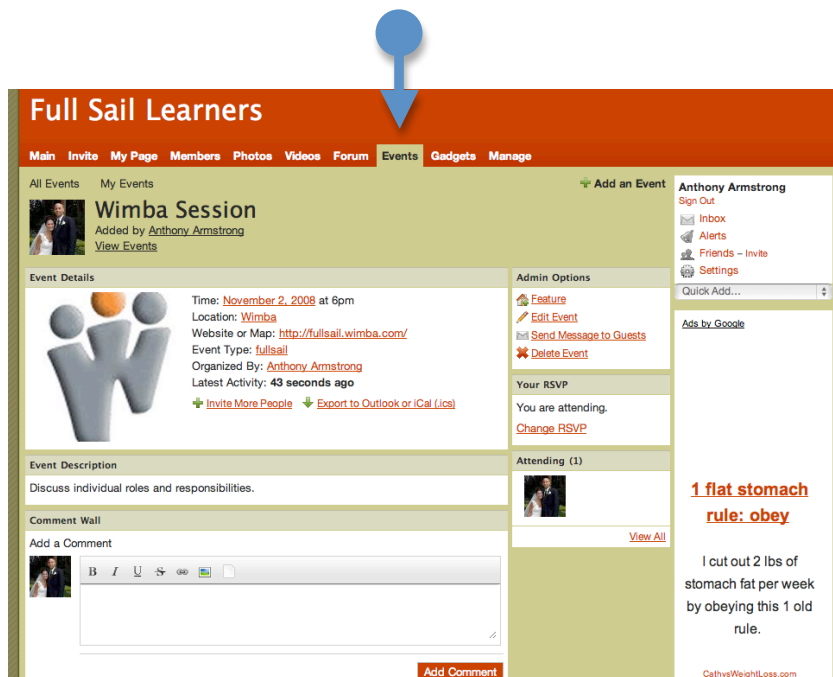 Full Sail Learners
Main Invite My Page Members Photos Videos Forum Events Gadgets Manage
All Events My Events
Add an Event
Wimba Session
Added by Anthony Armstrong
View Events
Event Details
Time: November 2, 2008 at 6pm
Location: Wimba
Website or Map: http://fullsail.wimba.com/
Event Type: fullsail
Organized By: Anthony Armstrong
Latest Activity: 43 seconds ago
Invite More People Export to Outlook or iCal (.ics)
Event Description
Discuss individual roles and responsibilities.
Comment Wall
Add a Comment
B I U S
Add Comment
Admin Options
Feature
Edit Event
Send Message to Guests
Delete Event
Your RSVP
You are attending.
Change RSVP
Attending (1)
View All
Anthony Armstrong
Sign Out
Inbox
Alerts
Friends – Invite
Settings
Quick Add...
Ads by Google
1 flat stomach
rule: obey
I cut out 2 lbs of
stomach fat per week
by obeying this 1 old
rule.
CathysWeightLoss.com